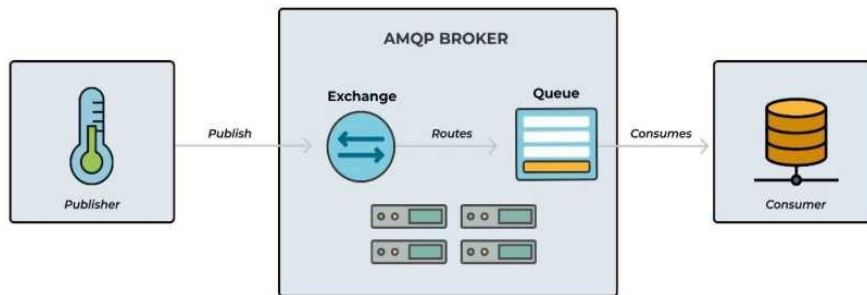 AMQP BROKER
Exchange
Queue
Publish
Routes
Consumes
Publisher
Consumer